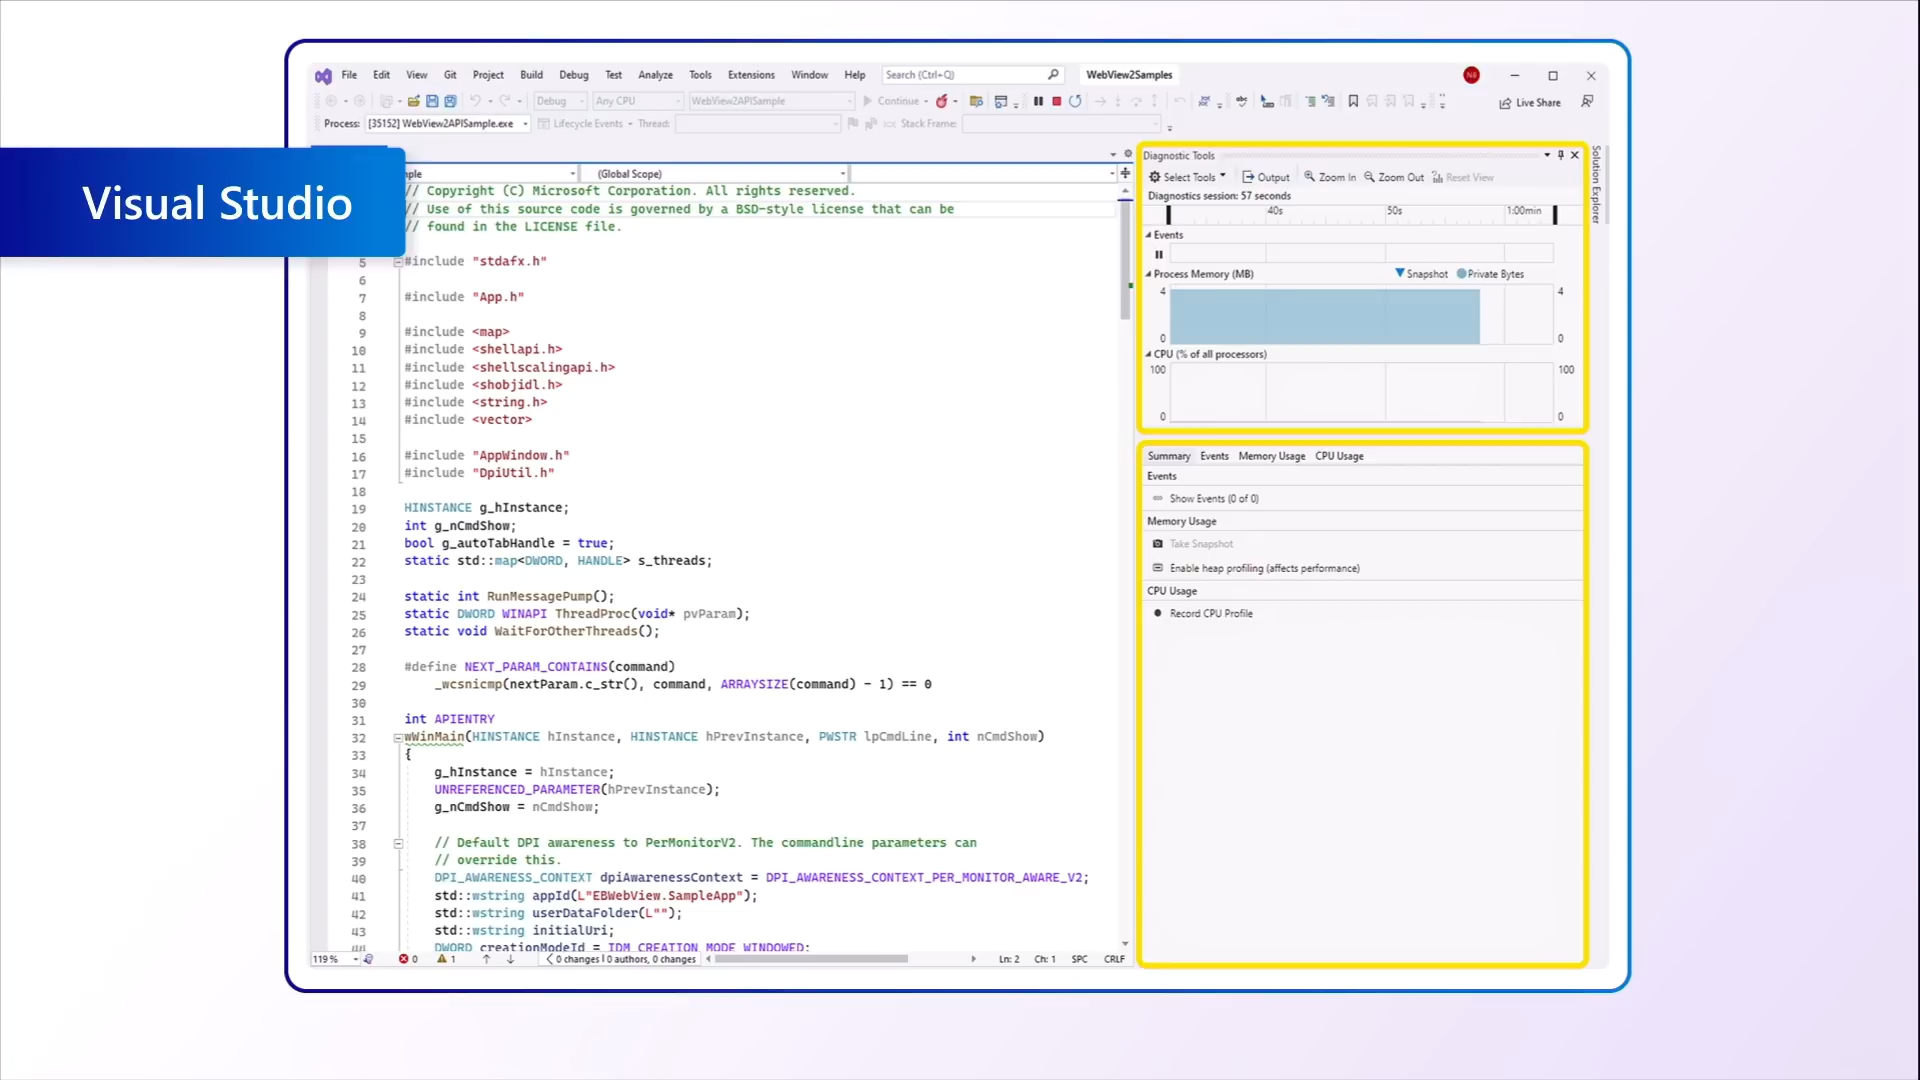 File Edit View Git Project Build Debug Test Analyze Tools Extensions Window Help Search (Ctrl+Q) WebView2Samples NB
Debug Any CPU WebView2APISample Continue Live Share
Process: [35152] WebView2APISample.exe Lifecycle Events Thread: Stack Frame:
Visual Studio
(Global Scope)
// Copyright (C) Microsoft Corporation. All rights reserved.
// Use of this source code is governed by a BSD-style license that can be
// found in the LICENSE file.
5 #include "stdafx.h"
6
7 #include "App.h"
8
9 #include <map>
10 #include <shellapi.h>
11 #include <shellscalingapi.h>
12 #include <shobjidl.h>
13 #include <string.h>
14 #include <vector>
15
16 #include "AppWindow.h"
17 #include "DpiUtil.h"
18
19 HINSTANCE g_hInstance;
20 int g_nCmdShow;
21 bool g_autoTabHandle = true;
22 static std::map<DWORD, HANDLE> s_threads;
23
24 static int RunMessagePump();
25 static DWORD WINAPI ThreadProc(void* pvParam);
26 static void WaitForOtherThreads();
27
28 #define NEXT_PARAM_CONTAINS(command)
29 _wcsnicmp(nextParam.c_str(), command, ARRAYSIZE(command) - 1) == 0
30
31 int APIENTRY
32 wWinMain(HINSTANCE hInstance, HINSTANCE hPrevInstance, PWSTR lpCmdLine, int nCmdShow)
33 {
34 g_hInstance = hInstance;
35 UNREFERENCED_PARAMETER(hPrevInstance);
36 g_nCmdShow = nCmdShow;
37
38 // Default DPI awareness to PerMonitorV2. The commandline parameters can
39 // override this.
40 DPI_AWARENESS_CONTEXT dpiAwarenessContext = DPI_AWARENESS_CONTEXT_PER_MONITOR_AWARE_V2;
41 std::wstring appId(L"EBWebView.SampleApp");
42 std::wstring userDataFolder(L"");
43 std::wstring initialUri;
44 DWORD creationModeId = IDM_CREATION_MODE_WINDOWED;
119 % 0 1 0 changes | 0 authors, 0 changes Ln: 2 Ch: 1 SPC CRLF
Diagnostic Tools
Select Tools Output Zoom In Zoom Out Reset View
Diagnostics session: 57 seconds
40s 50s 1:00min
Events
Process Memory (MB) Snapshot Private Bytes
4 4
0 0
CPU (% of all processors)
100 100
0 0
Summary Events Memory Usage CPU Usage
Events
Show Events (0 of 0)
Memory Usage
Take Snapshot
Enable heap profiling (affects performance)
CPU Usage
Record CPU Profile
Solution Explorer